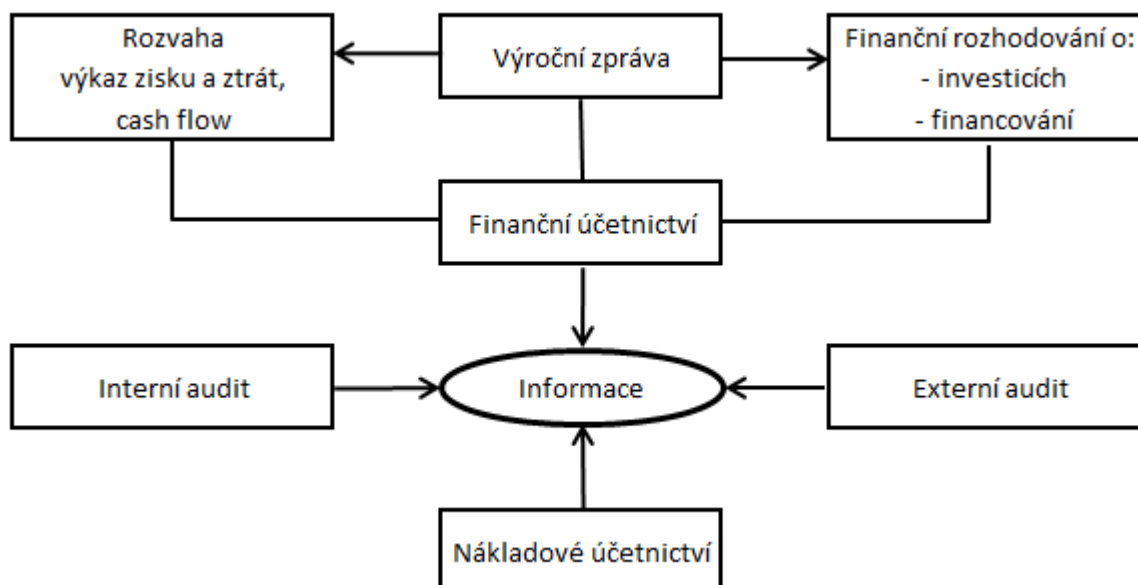 Rozvaha
výkaz zisku a ztrát,
cash flow
Výroční zpráva
Finanční rozhodování o:
- investicích
- financování
Finanční účetnictví
Interní audit
Informace
Externí audit
Nákladové účetnictví